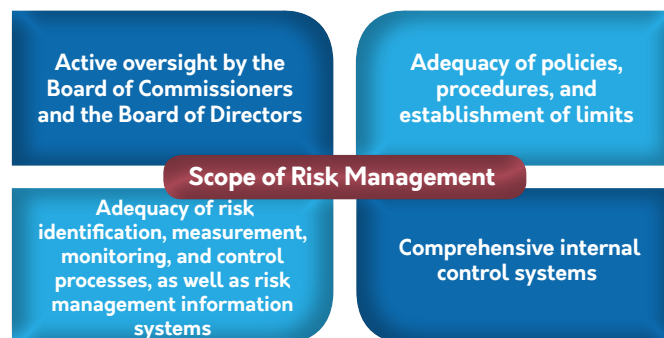 Active oversight by the
Board of Commissioners
and the Board of Directors
Adequacy of policies,
procedures, and
establishment of limits
Scope of Risk Management
Adequacy of risk
identification, measurement,
monitoring, and control
processes, as well as risk
management information
systems
Comprehensive internal
control systems